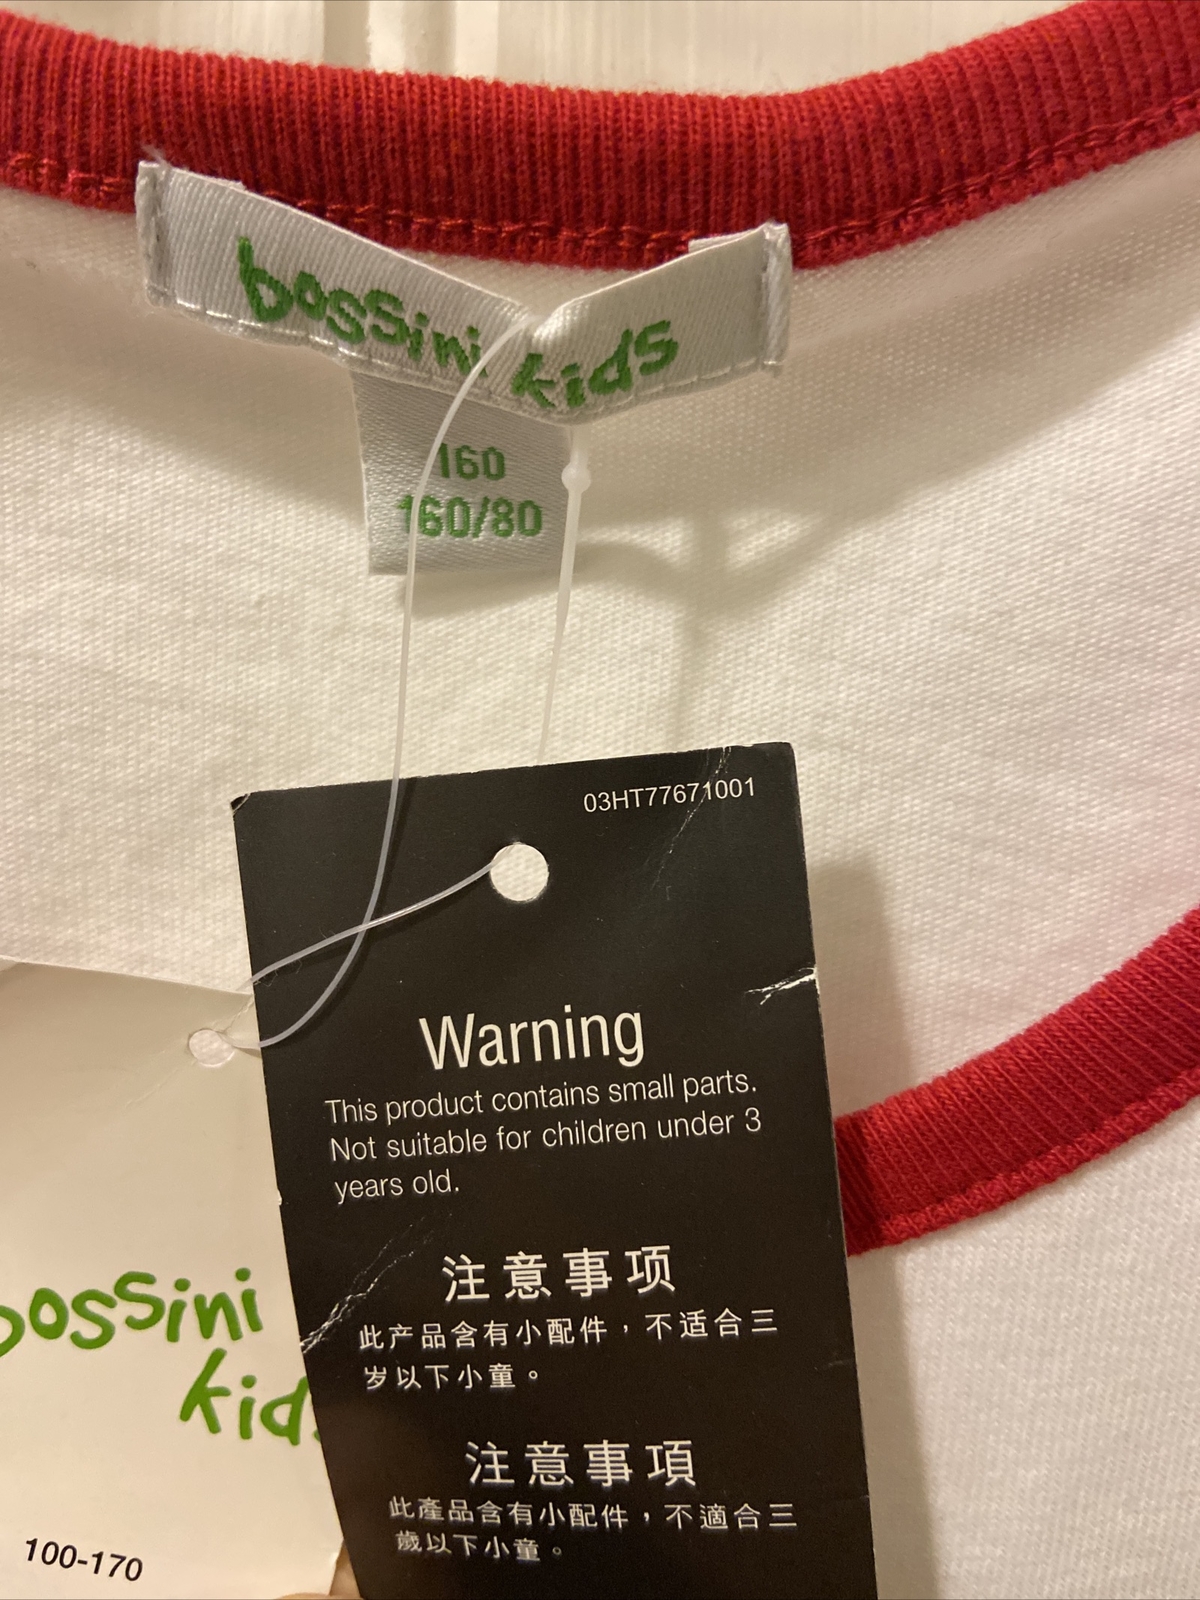 bossini kids
160
160/80
03HT77671001
Warning
This product contains small parts.
Not suitable for children under 3
years old.
注意事项
此产品含有小配件，不适合三
岁以下小童。
注意事項
此產品含有小配件，不適合三
歲以下小童。
bossini
kids
100-170